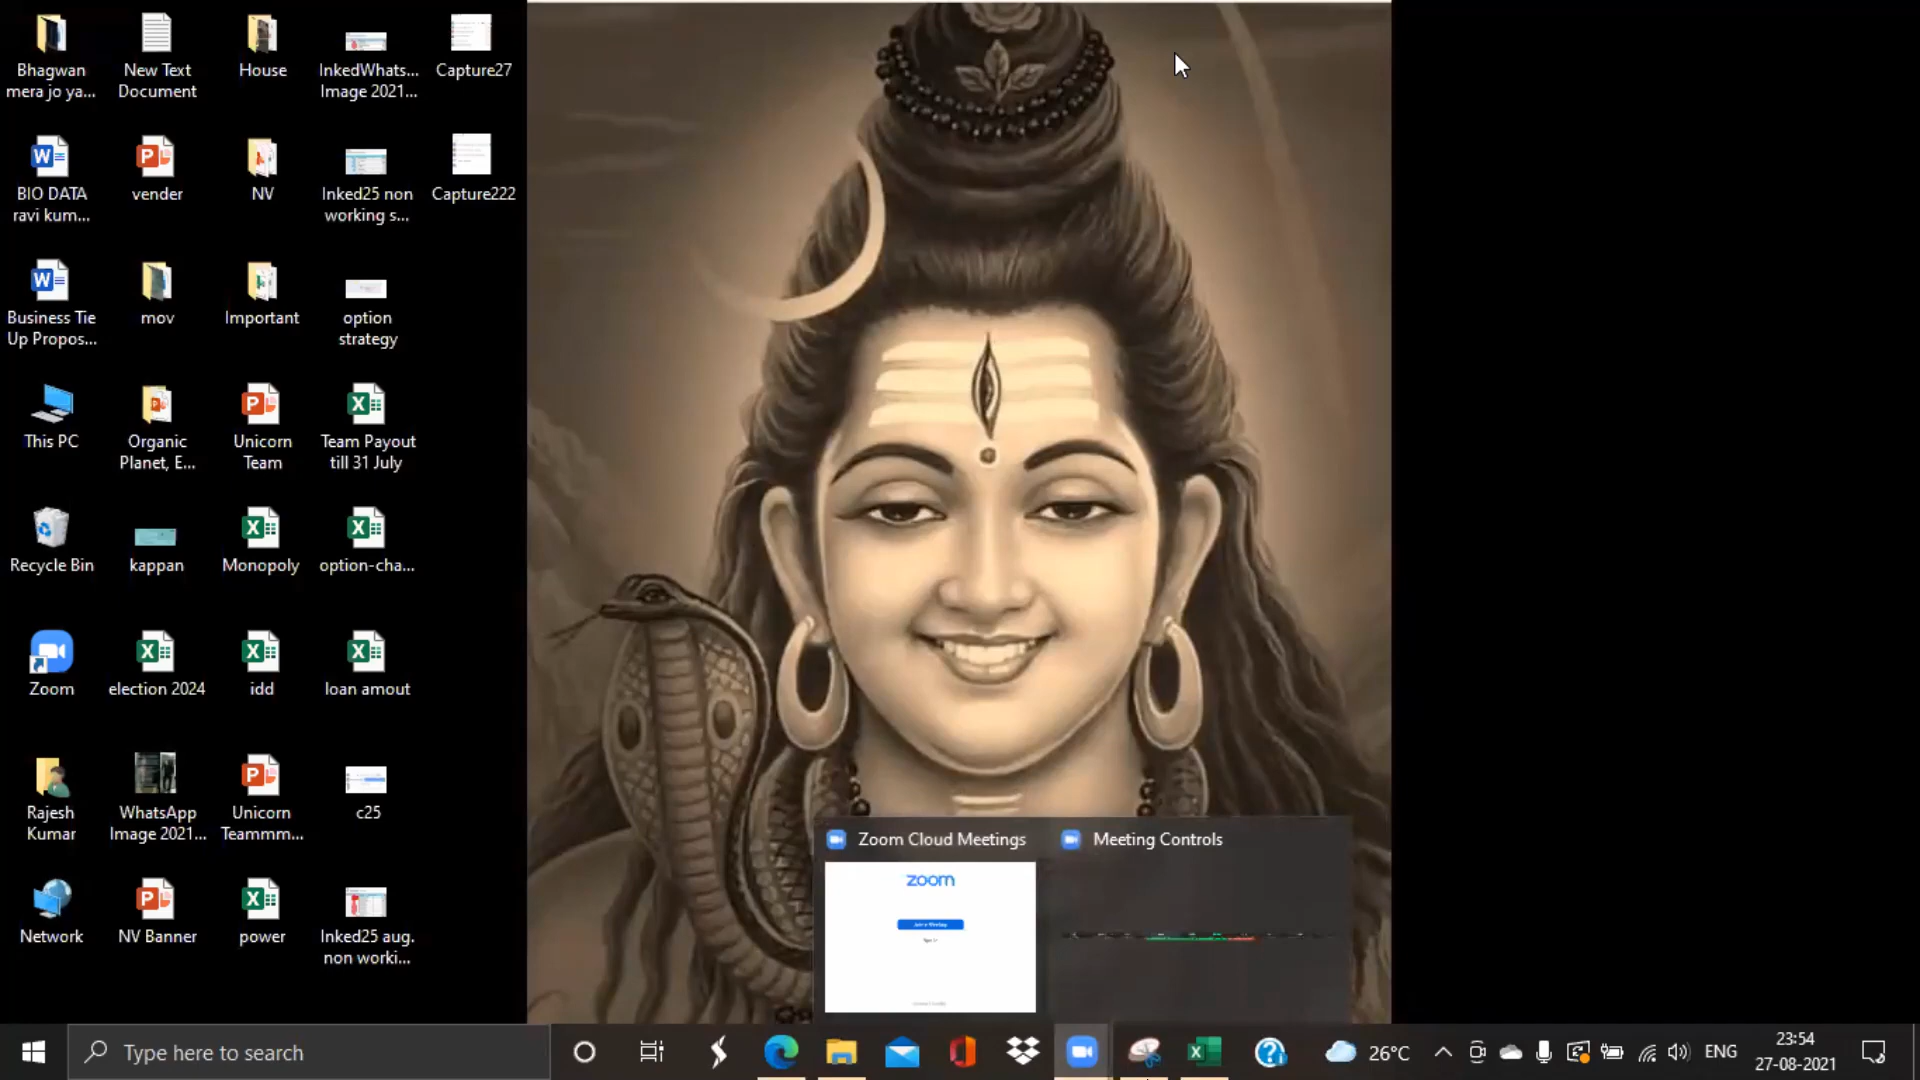 Bhagwan
mera jo ya...
New Text
Document
House
InkedWhats...
Image 2021...
Capture27
BIO DATA
ravi kum...
vender
NV
Inked25 non
working s...
Capture222
Business Tie
Up Propos...
mov
Important
option
strategy
This PC
Organic
Planet, E...
Unicorn
Team
Team Payout
till 31 July
Recycle Bin
kappan
Monopoly
option-cha...
Zoom
election 2024
idd
loan amout
Rajesh
Kumar
WhatsApp
Image 2021...
Unicorn
Teammm...
c25
Network
NV Banner
power
Inked25 aug.
non worki...
Zoom Cloud Meetings
Meeting Controls
zoom
Join a Meeting
Type here to search
26°C
ENG
23:54
27-08-2021